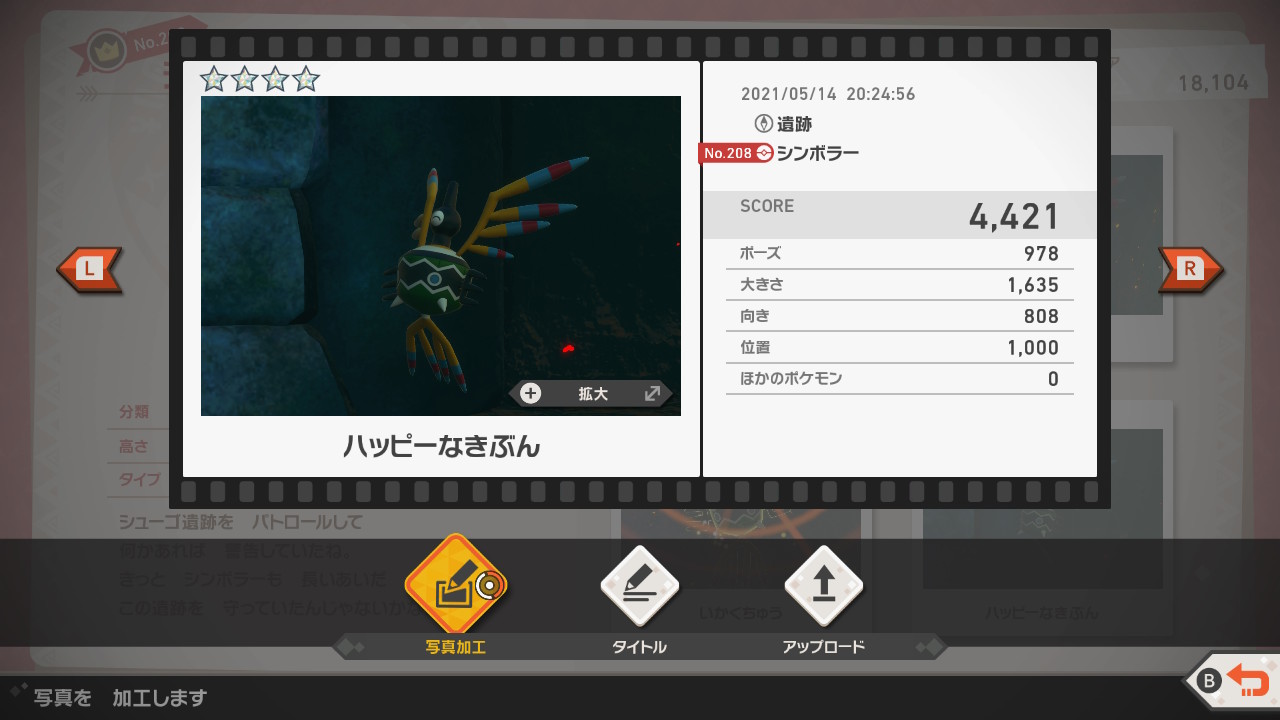 No.2
18,104
2021/05/14 20:24:56
遺跡
No.208 シンボラー
SCORE 4,421
ポーズ 978
大きさ 1,635
向き 808
位置 1,000
ほかのポケモン 0
L
R
拡大
ハッピーなきぶん
分類
高さ
タイプ
シューゴ遺跡を パトロールして
何かあれば 警告していたね。
きっと シンボラーも 長いあいだ
この遺跡を 守っていたんじゃないか
いかくちゅう
ハッピーなきぶん
写真加工
タイトル
アップロード
B
写真を 加工します